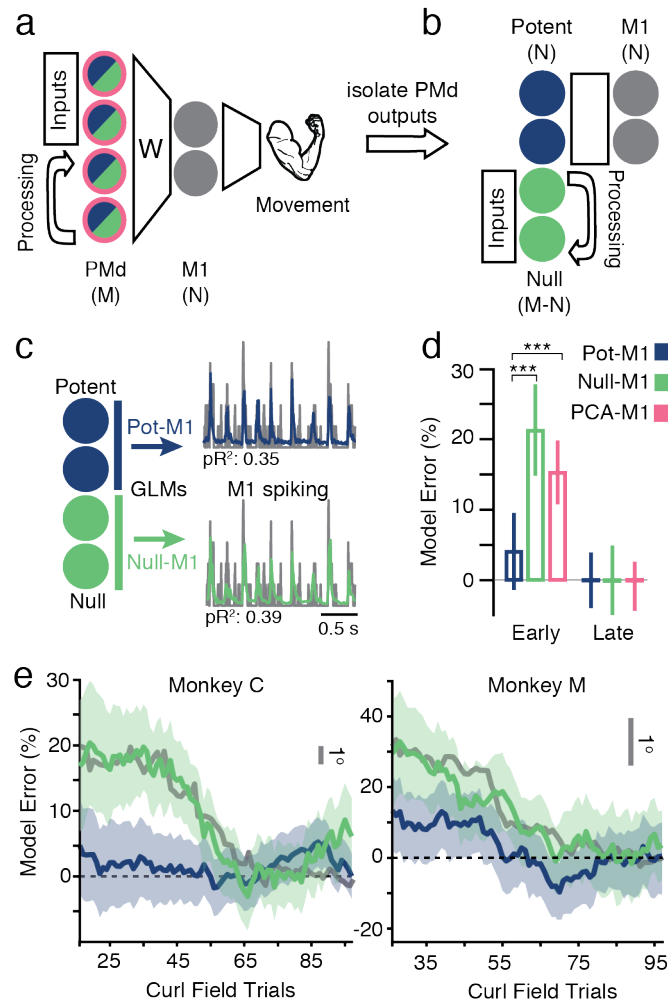 a
Inputs
Processing
W
PMd
(M)
M1
(N)
Movement
isolate PMd
outputs
b
Potent
(N)
M1
(N)
Inputs
Processing
Null
(M-N)
c
Potent
Pot-M1
GLMs
Null-M1
Null
pR²: 0.35
M1 spiking
pR²: 0.39
0.5 s
d
Pot-M1
Null-M1
PCA-M1
***
***
Model Error (%)
30
20
10
0
Early
Late
e
Monkey C
Model Error (%)
30
20
10
0
1°
25
45
65
85
Curl Field Trials
Monkey M
40
20
0
-20
1°
35
55
75
95
Curl Field Trials